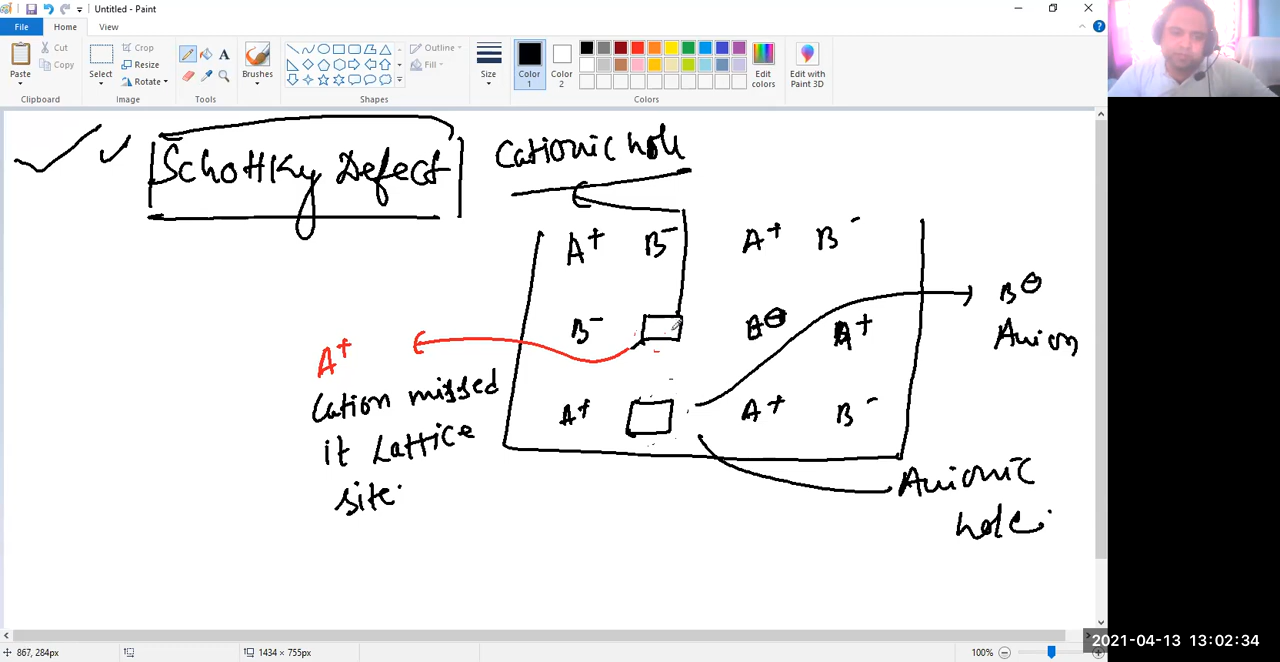 Untitled - Paint
File Home View
Paste Cut Copy Clipboard
Select Crop Resize Rotate Image
Tools
Brushes
Shapes Outline Fill
Size
Color 1 Color 2 Edit colors Colors
Edit with Paint 3D
Schottky Defect
Cationic hole
A+ B− A+ B−
B− A+
A+ A+ B−
B⊖
Anion
A+
Cation missed
it Lattice
site.
Anionic
hole.
867, 284px 1434 × 755px 100%
2021-04-13 13:02:34